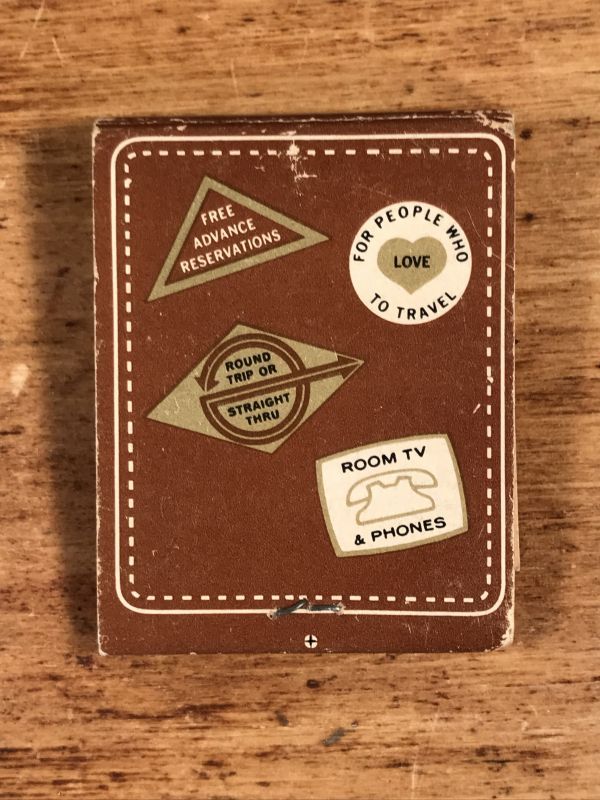 FREE
ADVANCE
RESERVATIONS
FOR PEOPLE WHO
LOVE
TO TRAVEL
ROUND
TRIP OR
STRAIGHT
THRU
ROOM TV
& PHONES